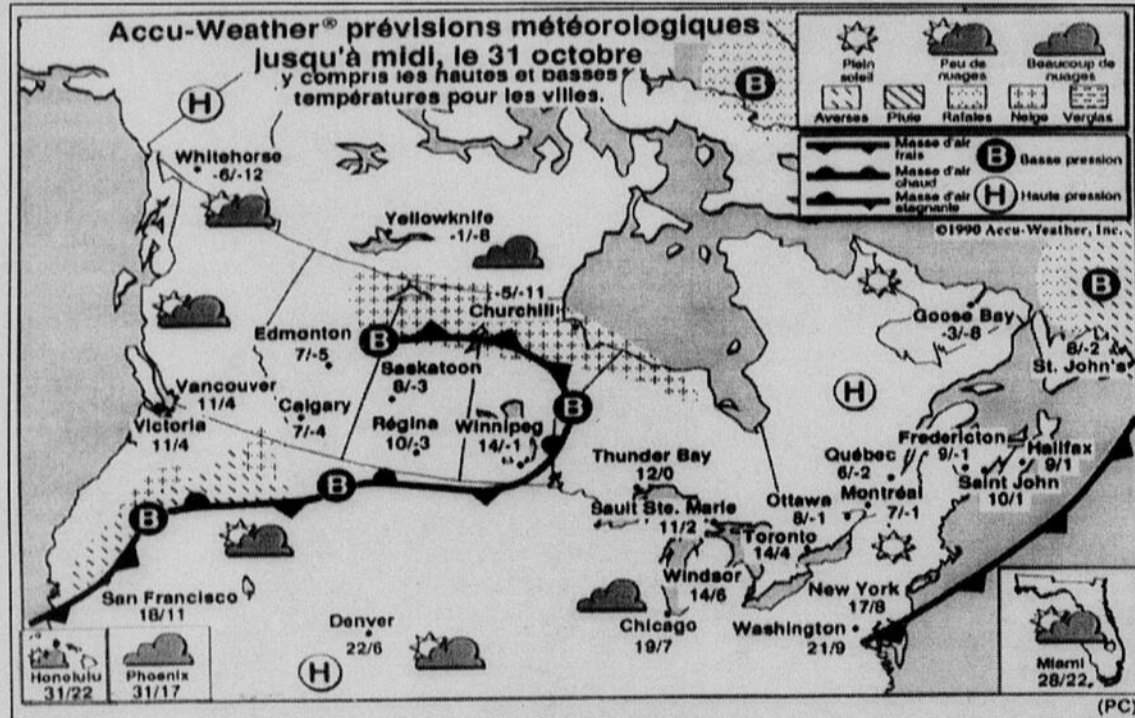 Accu-Weather® prévisions météorologiques
jusqu'à midi, le 31 octobre
y compris les hautes et basses
températures pour les villes.
Plein
soleil
Peu de
nuages
Beaucoup de
nuages
Averses
Pluie
Rafales
Neige
Verglas
Masse d'air
frais
Masse d'air
chaud
Masse d'air
stagnante
B
Basse pression
H
Haute pression
©1990 Accu-Weather, Inc.
B
H
Whitehorse
-6/-12
Yellowknife
-1/-8
-5/-11
Churchill
B
Goose Bay
-3/-8
8/-2
St. John's
Edmonton
7/-5
B
Saskatoon
8/-3
Vancouver
11/4
Victoria
11/4
Calgary
7/-4
Régina
10/-3
Winnipeg
14/-1
B
H
Thunder Bay
12/0
Sault Ste. Marie
11/2
Québec
6/-2
Fredericton
9/-1
Halifax
9/1
Saint John
10/1
Ottawa
8/-1
Montréal
7/-1
Toronto
14/4
Windsor
14/6
B
B
San Francisco
18/11
Denver
22/6
Chicago
19/7
New York
17/8
Washington
21/9
H
Honolulu
31/22
Phoenix
31/17
Miami
28/22
(PC)